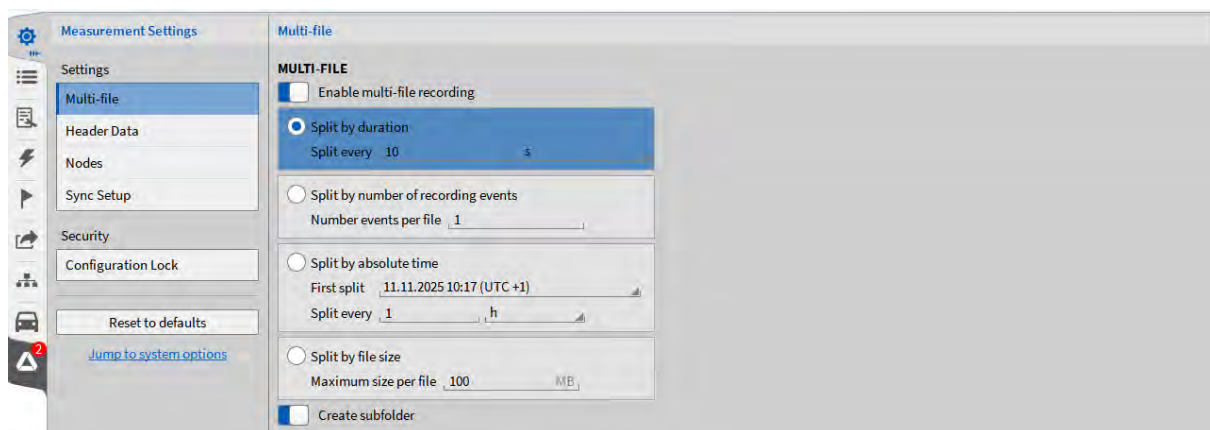 Measurement Settings
Settings
Multi-file
Header Data
Nodes
Sync Setup
Security
Configuration Lock
Reset to defaults
Jump to system options
2
Multi-file
MULTI-FILE
Enable multi-file recording
Split by duration
Split every 10 s
Split by number of recording events
Number events per file 1
Split by absolute time
First split 11.11.2025 10:17 (UTC +1)
Split every 1 h
Split by file size
Maximum size per file 100 MB
Create subfolder